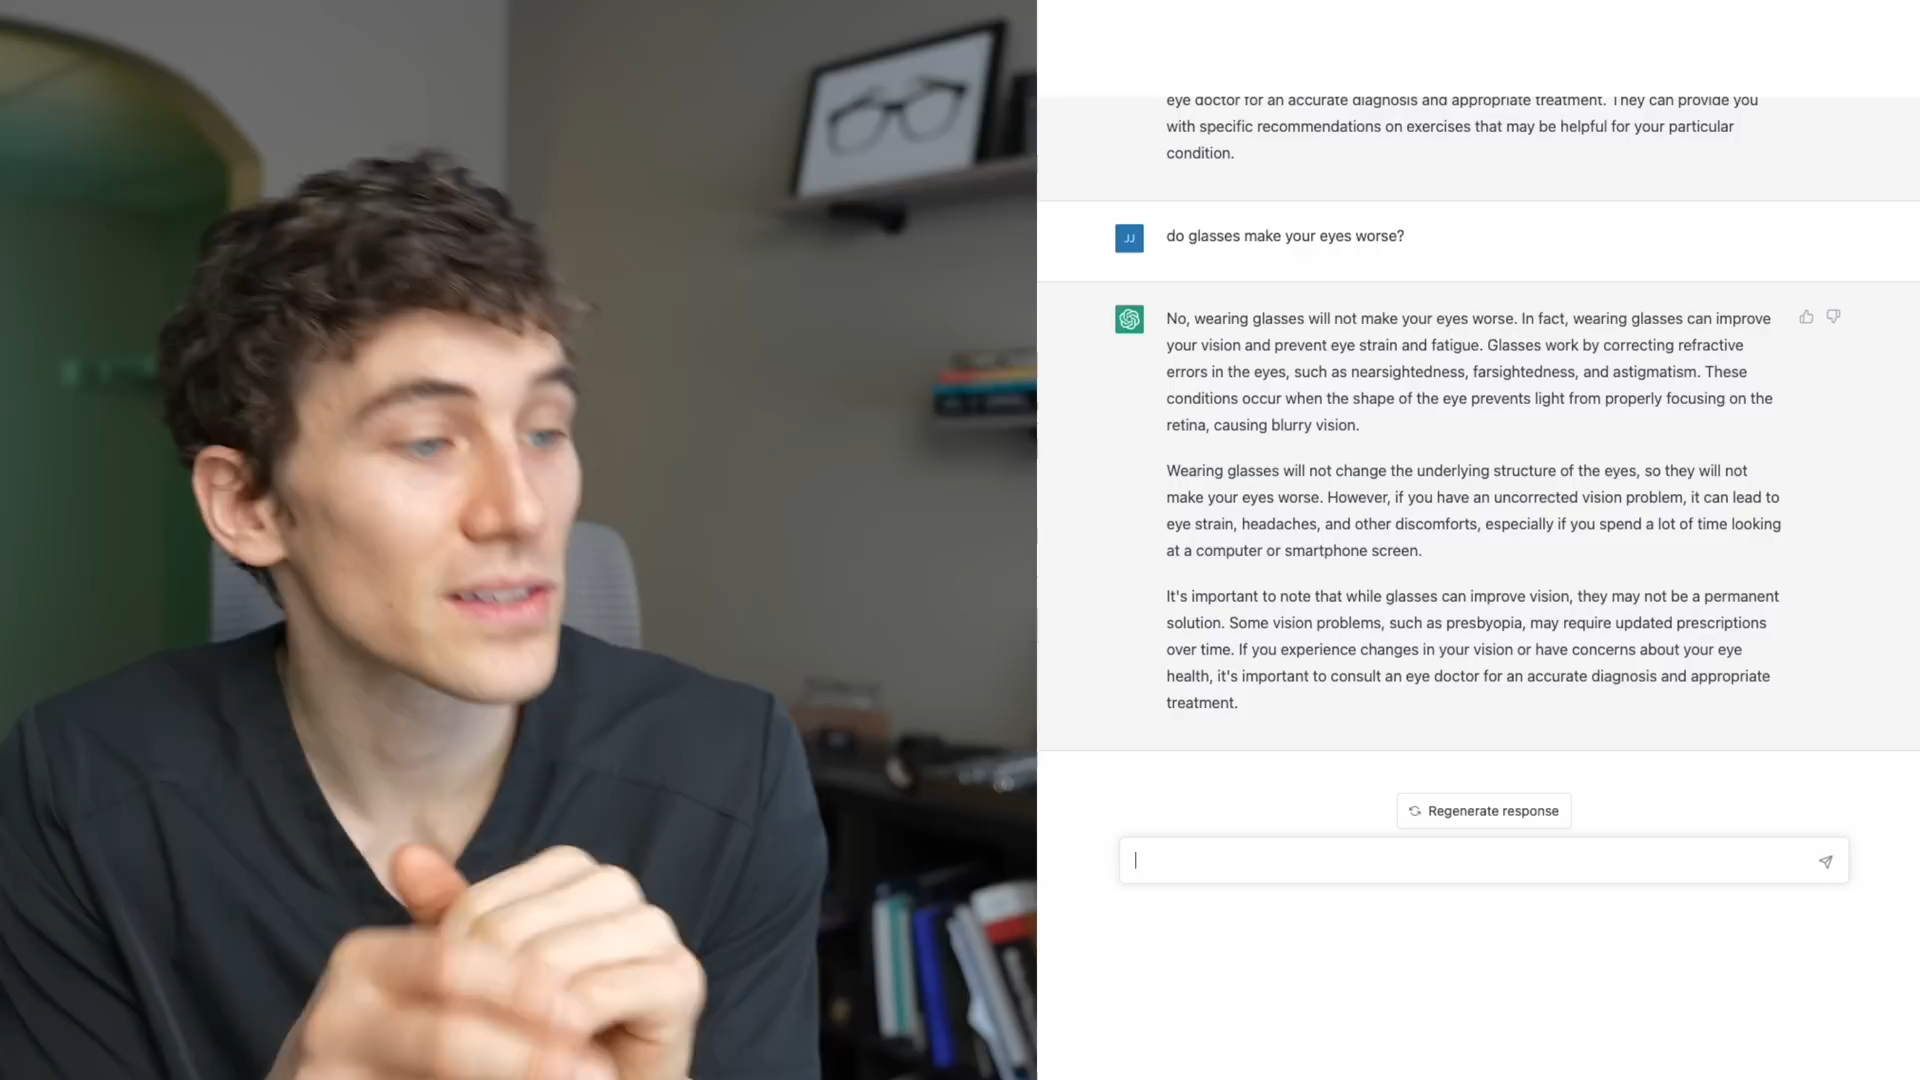 eye doctor for an accurate diagnosis and appropriate treatment. They can provide you
with specific recommendations on exercises that may be helpful for your particular
condition.
JJ
do glasses make your eyes worse?
No, wearing glasses will not make your eyes worse. In fact, wearing glasses can improve
your vision and prevent eye strain and fatigue. Glasses work by correcting refractive
errors in the eyes, such as nearsightedness, farsightedness, and astigmatism. These
conditions occur when the shape of the eye prevents light from properly focusing on the
retina, causing blurry vision.
Wearing glasses will not change the underlying structure of the eyes, so they will not
make your eyes worse. However, if you have an uncorrected vision problem, it can lead to
eye strain, headaches, and other discomforts, especially if you spend a lot of time looking
at a computer or smartphone screen.
It's important to note that while glasses can improve vision, they may not be a permanent
solution. Some vision problems, such as presbyopia, may require updated prescriptions
over time. If you experience changes in your vision or have concerns about your eye
health, it's important to consult an eye doctor for an accurate diagnosis and appropriate
treatment.
Regenerate response